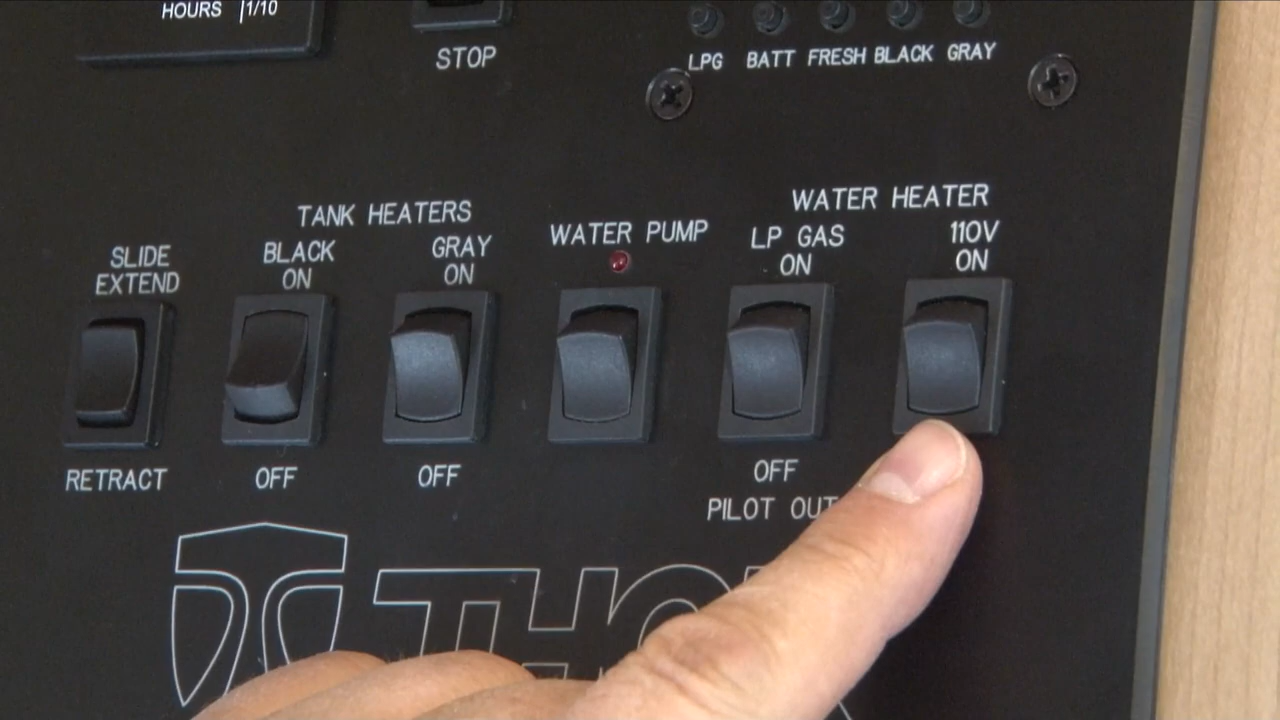 HOURS 1/10
STOP
LPG BATT FRESH BLACK GRAY
TANK HEATERS
WATER HEATER
SLIDE
EXTEND
BLACK
ON
GRAY
ON
WATER PUMP
LP GAS
ON
110V
ON
RETRACT
OFF
OFF
OFF
PILOT OUT